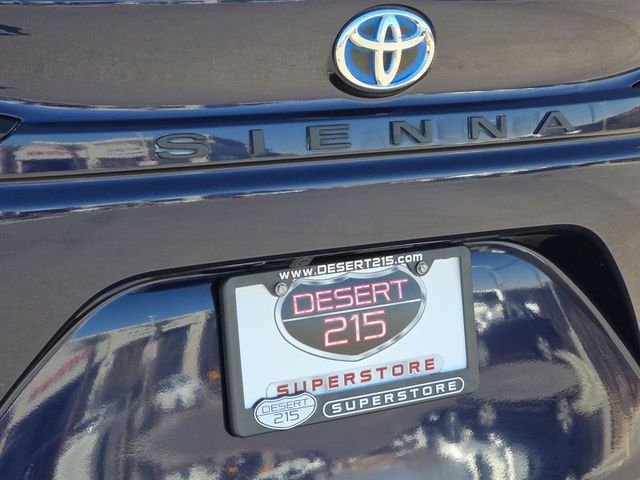 SIENNA
WWW.DESERT215.com
DESERT
215
SUPERSTORE
DESERT
215
SUPERSTORE